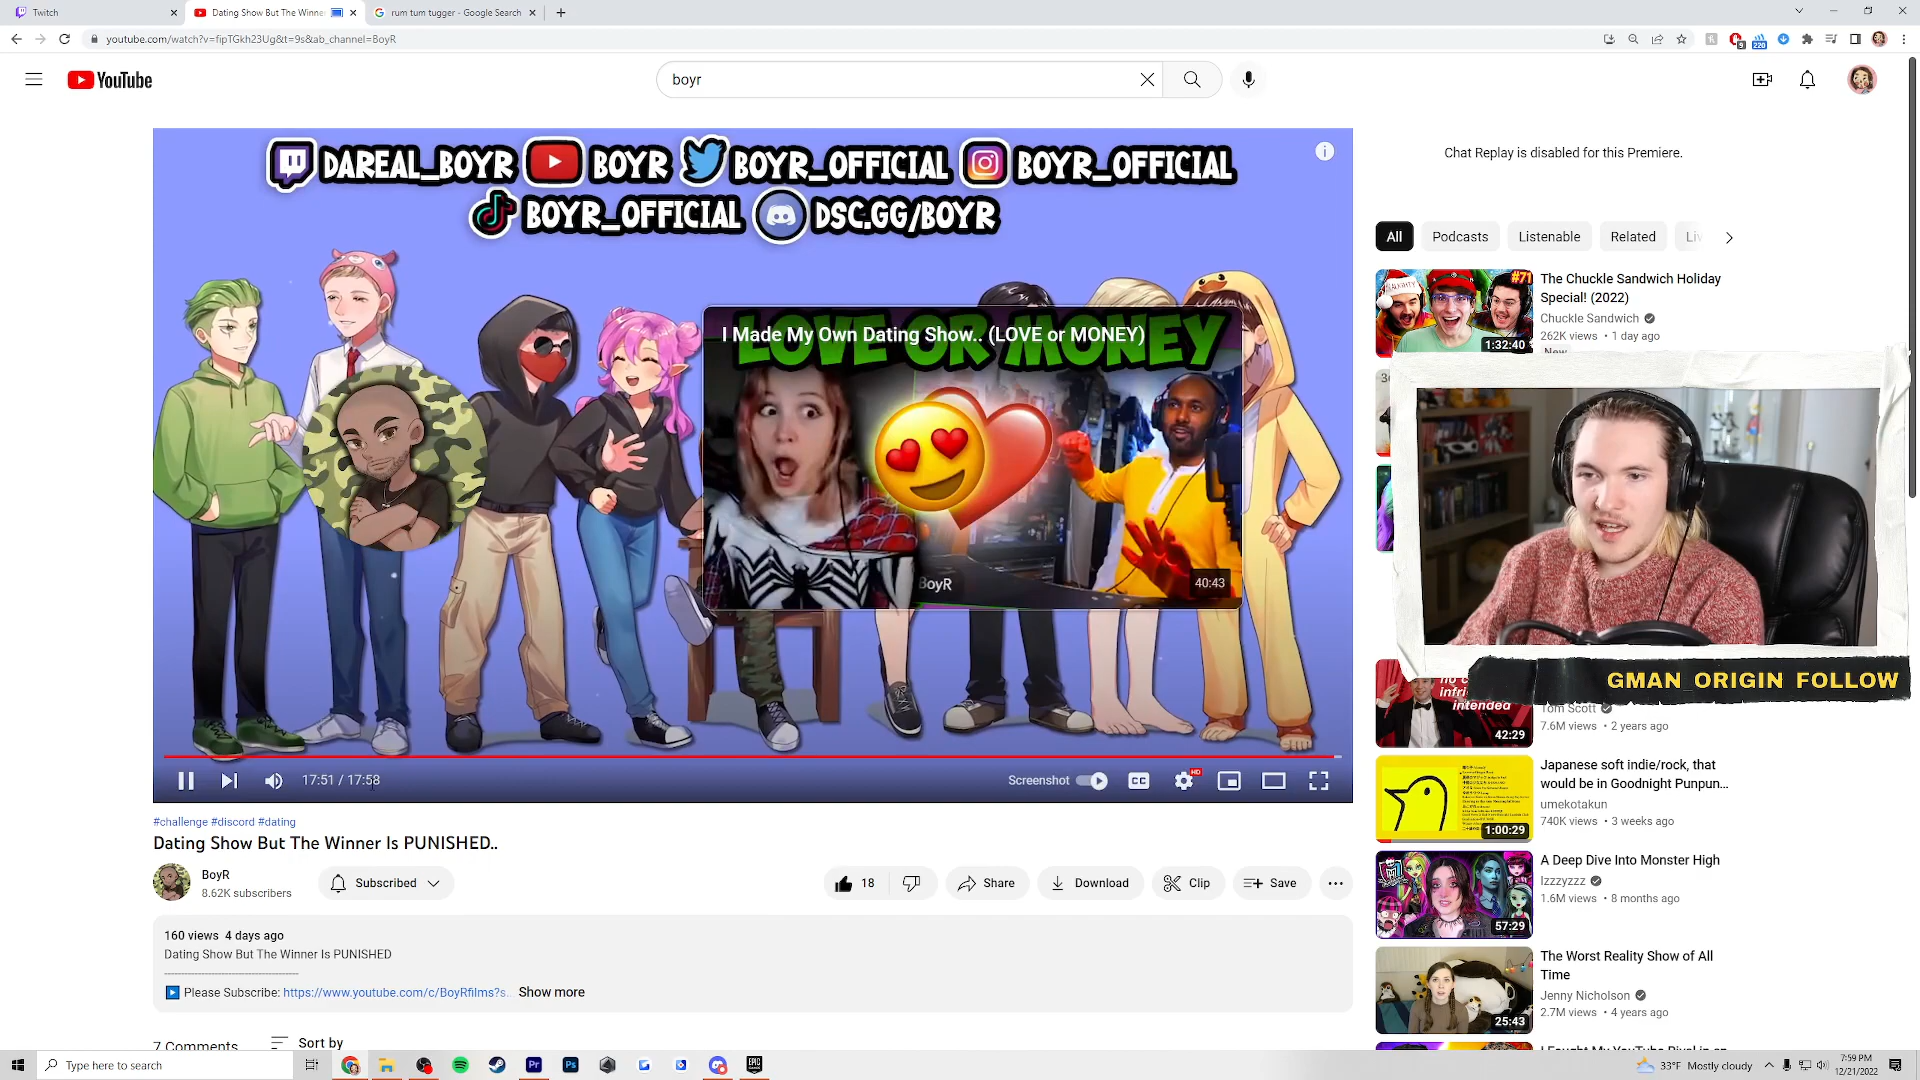 Twitch
Dating Show But The Winne
rum tum tugger - Google Search
youtube.com/watch?v=fipTGkh23Ug&t=9s&ab_channel=BoyR
9
220
YouTube
boyr
DAREAL_BOYR BOYR BOYR_OFFICIAL BOYR_OFFICIAL
BOYR_OFFICIAL DSC.GG/BOYR
LOVE OR MONEY
I Made My Own Dating Show.. (LOVE or MONEY)
BoyR
40:43
17:51 / 17:58
Screenshot
CC
HD
#challenge #discord #dating
Dating Show But The Winner Is PUNISHED..
BoyR
8.62K subscribers
Subscribed
18
Share
Download
Clip
Save
160 views 4 days ago
Dating Show But The Winner Is PUNISHED
----------------------------------------
Please Subscribe: https://www.youtube.com/c/BoyRfilms?s... Show more
7 Comments
Sort by
Chat Replay is disabled for this Premiere.
All
Podcasts
Listenable
Related
Liv
#71
NAUGHTY
1:32:40
The Chuckle Sandwich Holiday
Special! (2022)
Chuckle Sandwich
262K views • 1 day ago
New
GMAN_ORIGIN FOLLOW
intended
42:29
Tom Scott
7.6M views • 2 years ago
1:00:29
Japanese soft indie/rock, that
would be in Goodnight Punpun...
umekotakun
740K views • 3 weeks ago
57:29
A Deep Dive Into Monster High
Izzzyzzz
1.6M views • 8 months ago
25:43
The Worst Reality Show of All
Time
Jenny Nicholson
2.7M views • 4 years ago
Type here to search
Pr
Ps
EPIC
33°F Mostly cloudy
7:59 PM
12/21/2022